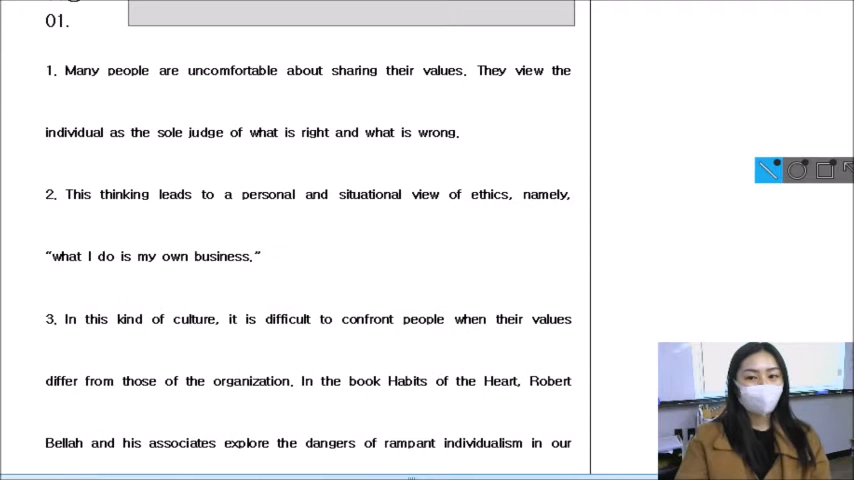 01.
1. Many people are uncomfortable about sharing their values. They view the
individual as the sole judge of what is right and what is wrong.
2. This thinking leads to a personal and situational view of ethics, namely,
“what I do is my own business.”
3. In this kind of culture, it is difficult to confront people when their values
differ from those of the organization. In the book Habits of the Heart, Robert
Bellah and his associates explore the dangers of rampant individualism in our